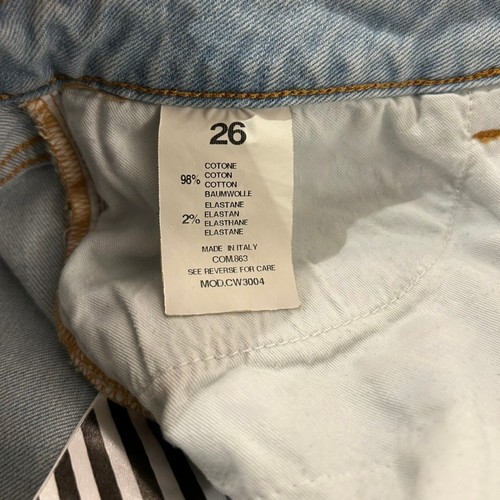 26
COTONE
98% COTON
COTTON
BAUMWOLLE
ELASTANE
2% ELASTAN
ELASTHANE
ELASTANE
MADE IN ITALY
COM.863
SEE REVERSE FOR CARE
MOD.CW3004